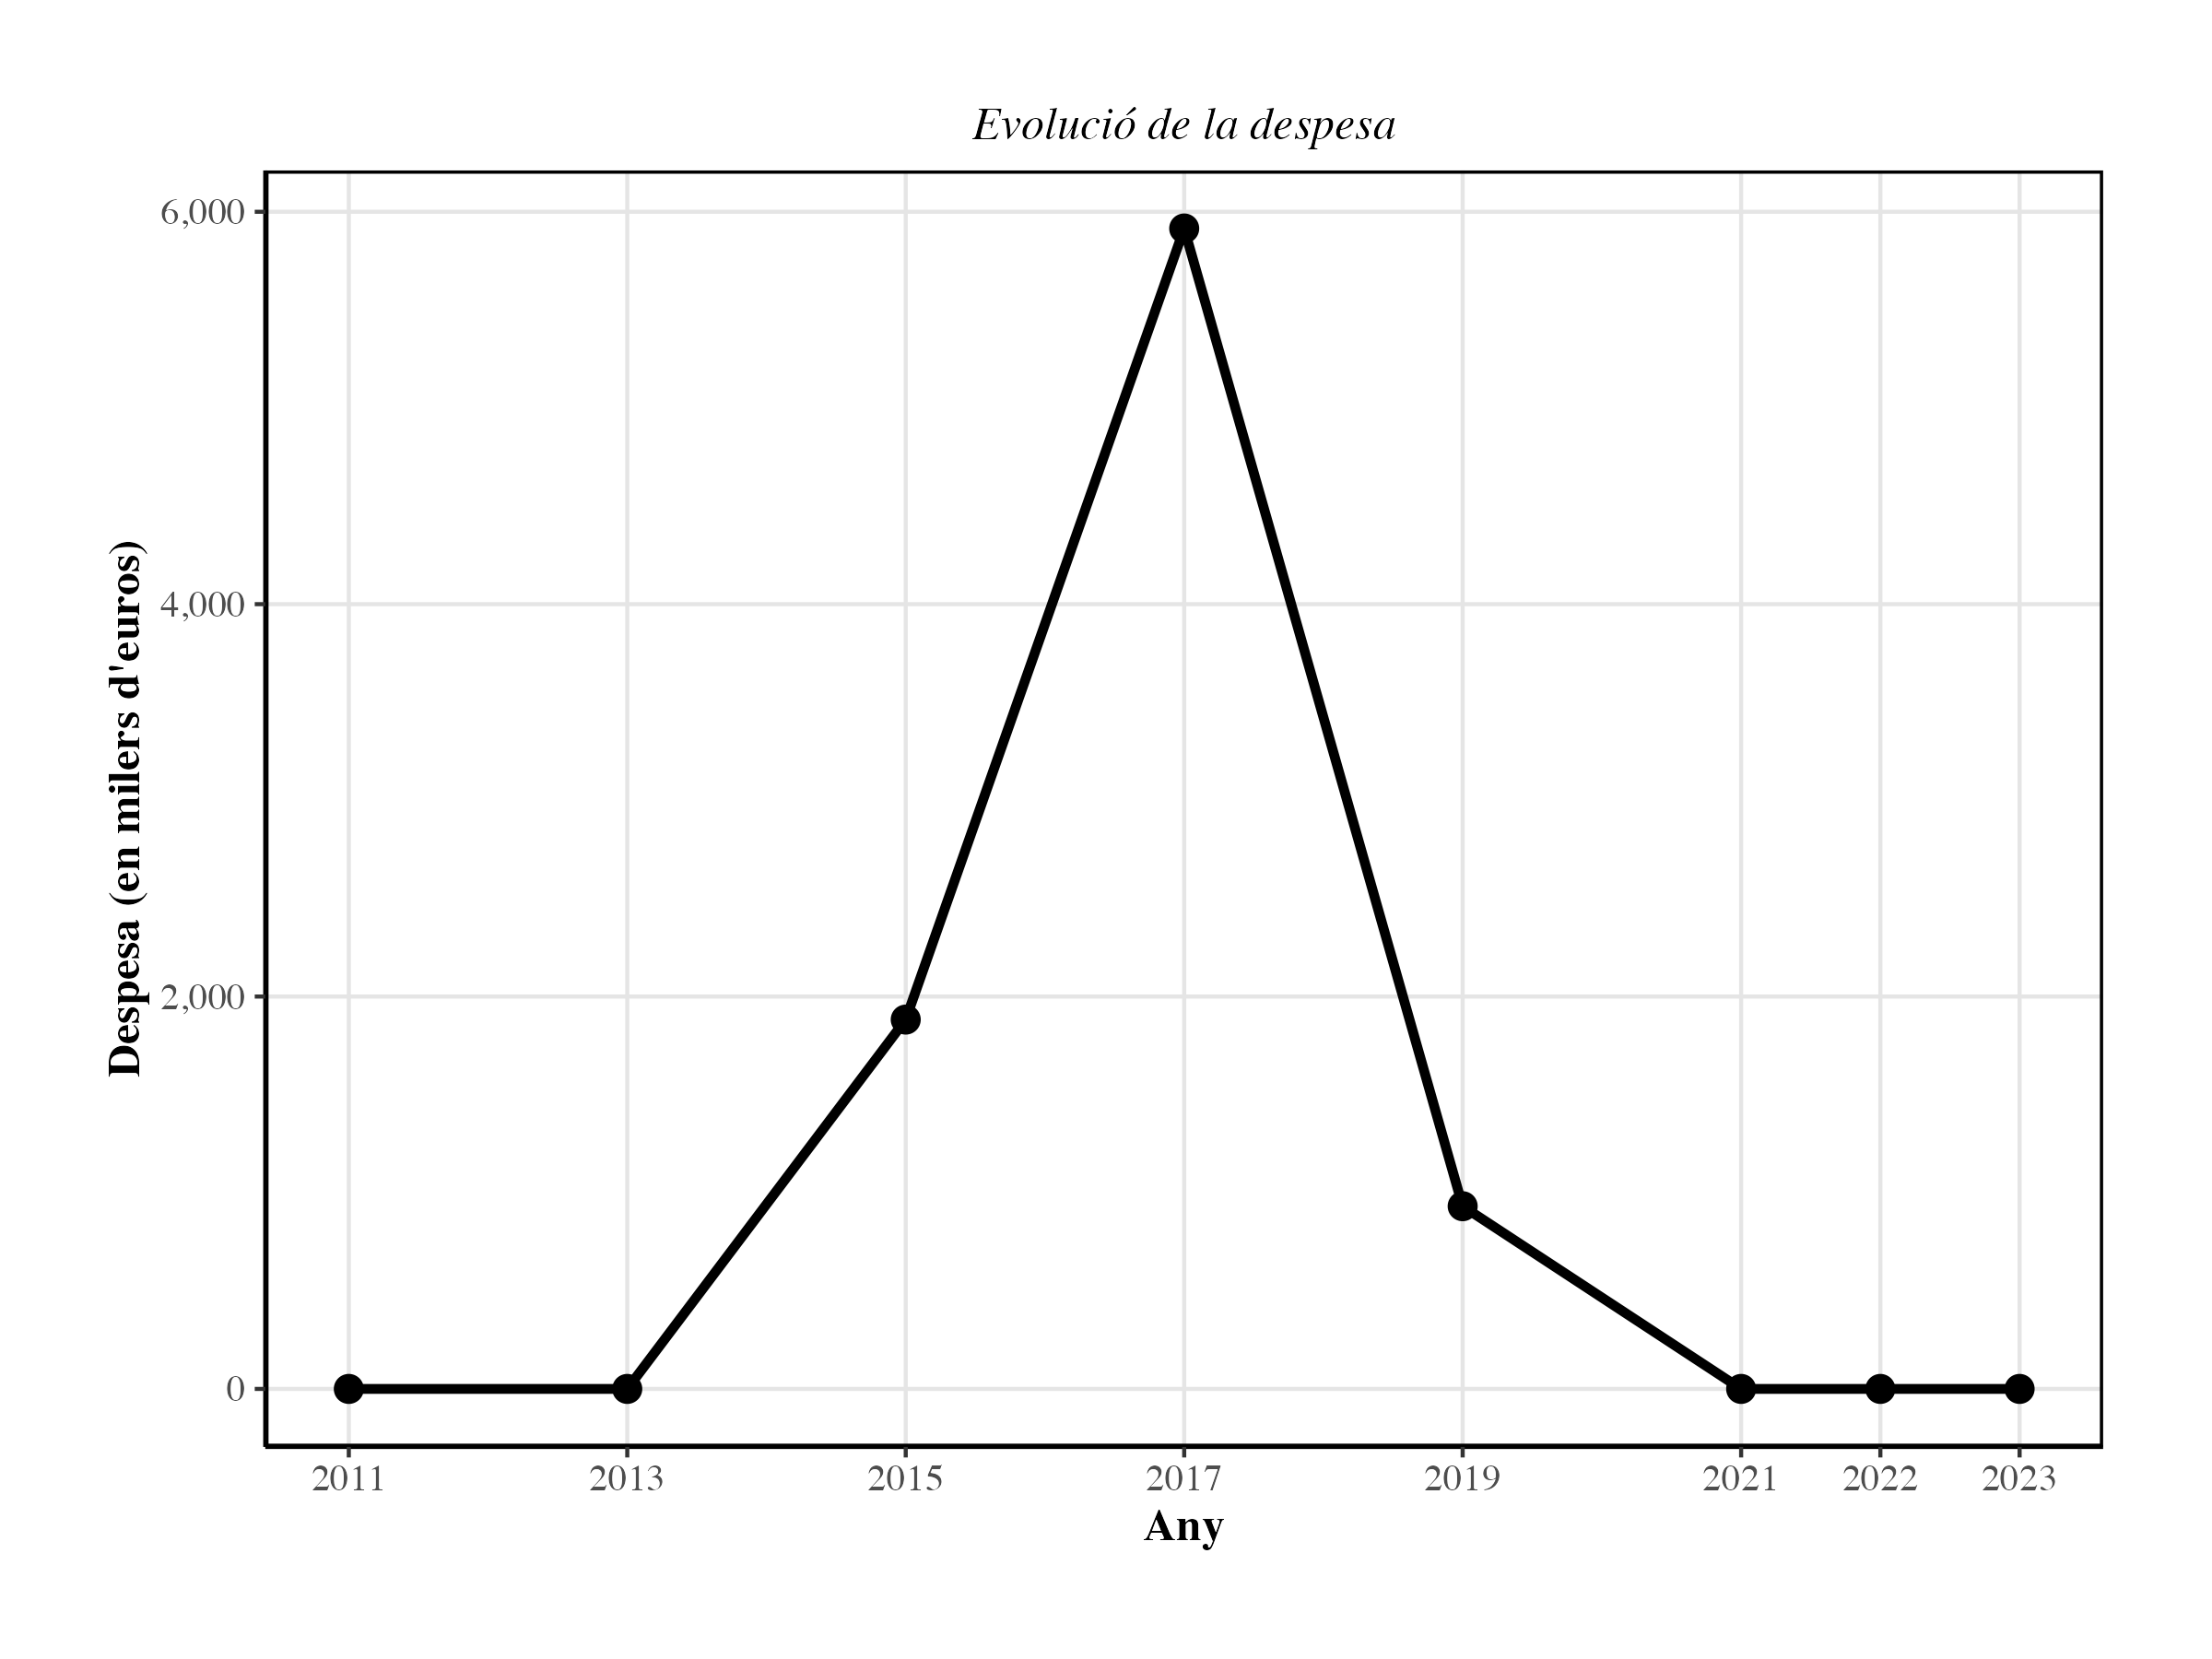 Evolució de la despesa
6,000
4,000
2,000
0
Despesa (en milers d'euros)
2011 2013 2015 2017 2019 2021 2022 2023
Any